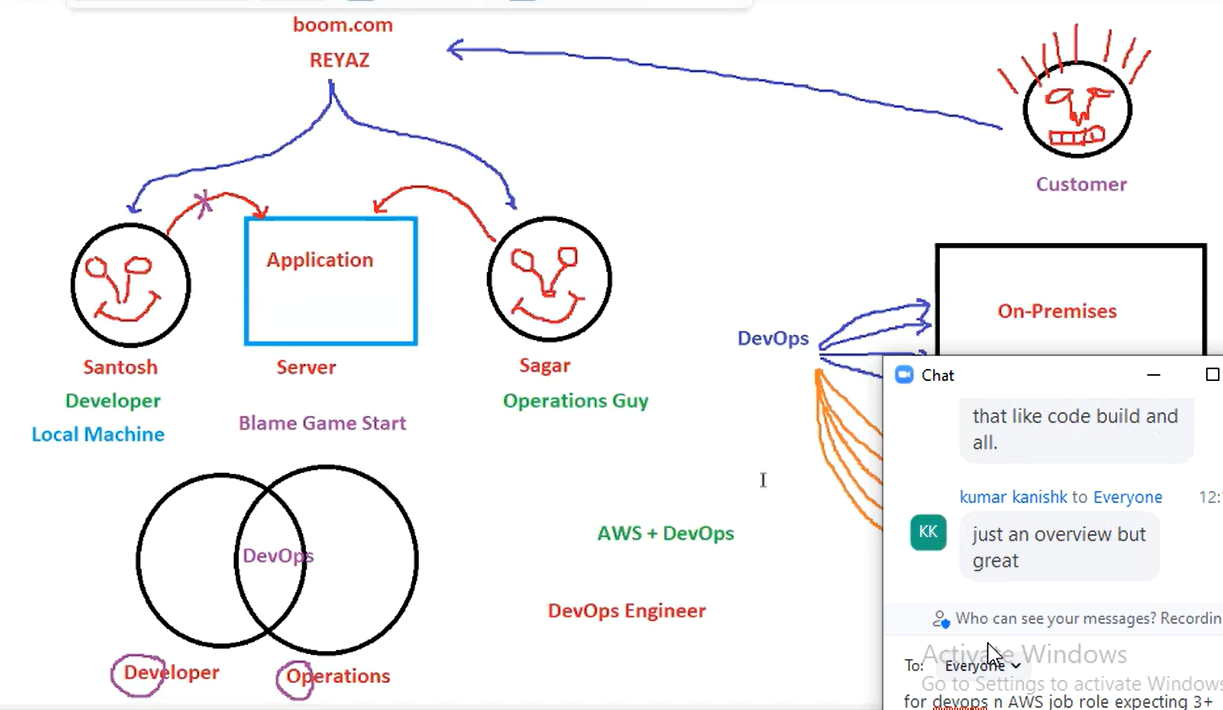 boom.com
REYAZ
Customer
Application
On-Premises
DevOps
Santosh
Server
Sagar
Developer
Operations Guy
Local Machine
Blame Game Start
Chat
that like code build and
all.
kumar kanishk to Everyone
12:
KK
just an overview but
great
DevOps
AWS + DevOps
DevOps Engineer
Developer
Operations
Who can see your messages? Recordin
Activate Windows
To: Everyone
Go to Settings to activate Windows
for devops n AWS job role expecting 3+